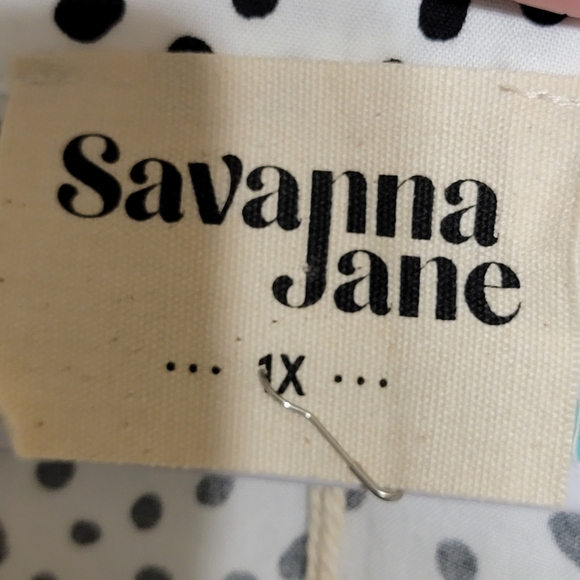 Savanna
Jane
••• 1X •••